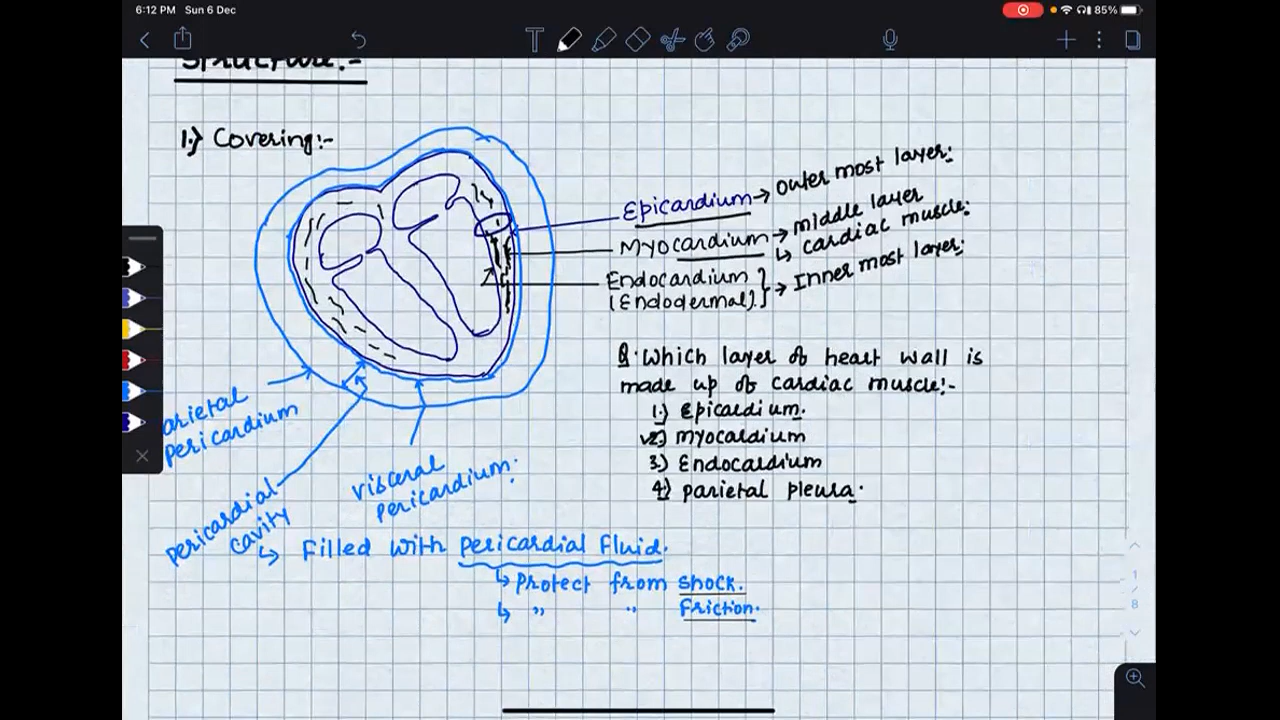 6:12 PM Sun 6 Dec
85%
Structure:-
1.) Covering:-
Epicardium → outer most layer:
Myocardium → middle layer
↳ cardiac muscle:
Endocardium } → Inner most layer:
(Endodermal)
Q. Which layer of heart wall is
made up of cardiac muscle:-
1.) Epicardium.
✓2.) myocardium
3.) Endocardium
4.) parietal pleura.
arietal
pericardium
pericardial
cavity
visceral
pericardium:
↳ Filled with pericardial Fluid.
↳ Protect from shock.
↳ " " Friction.
1
/
8